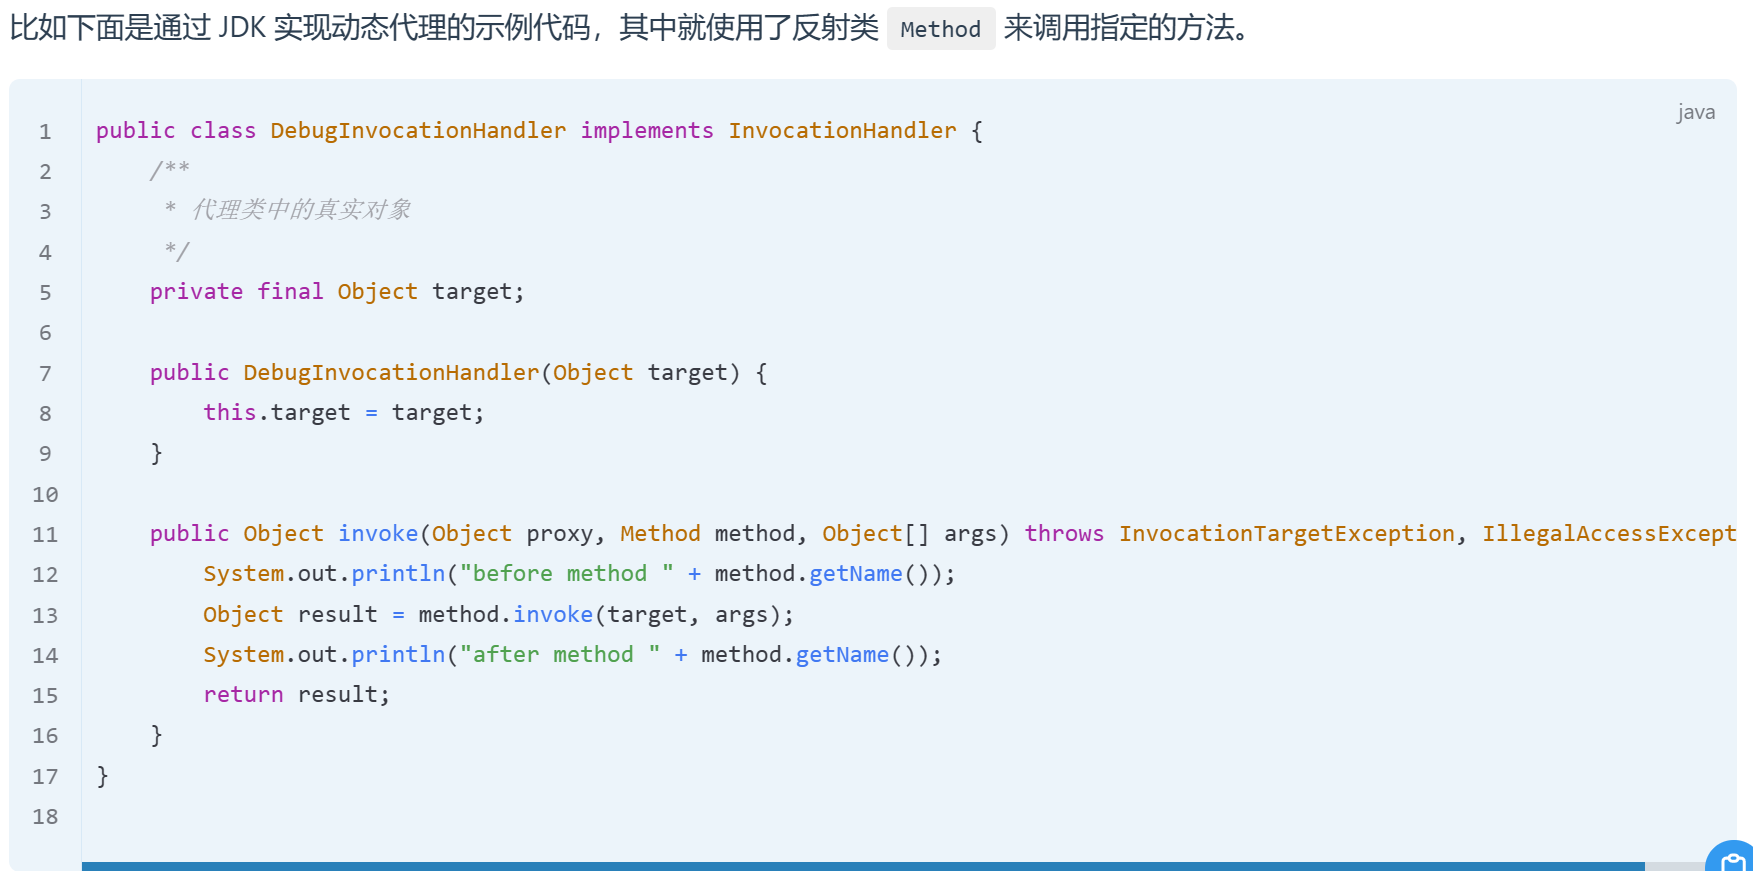 比如下面是通过 JDK 实现动态代理的示例代码，其中就使用了反射类 Method 来调用指定的方法。
java
1 public class DebugInvocationHandler implements InvocationHandler {
2     /**
3      * 代理类中的真实对象
4      */
5     private final Object target;
6
7     public DebugInvocationHandler(Object target) {
8         this.target = target;
9     }
10
11     public Object invoke(Object proxy, Method method, Object[] args) throws InvocationTargetException, IllegalAccessExcept
12         System.out.println("before method " + method.getName());
13         Object result = method.invoke(target, args);
14         System.out.println("after method " + method.getName());
15         return result;
16     }
17 }
18